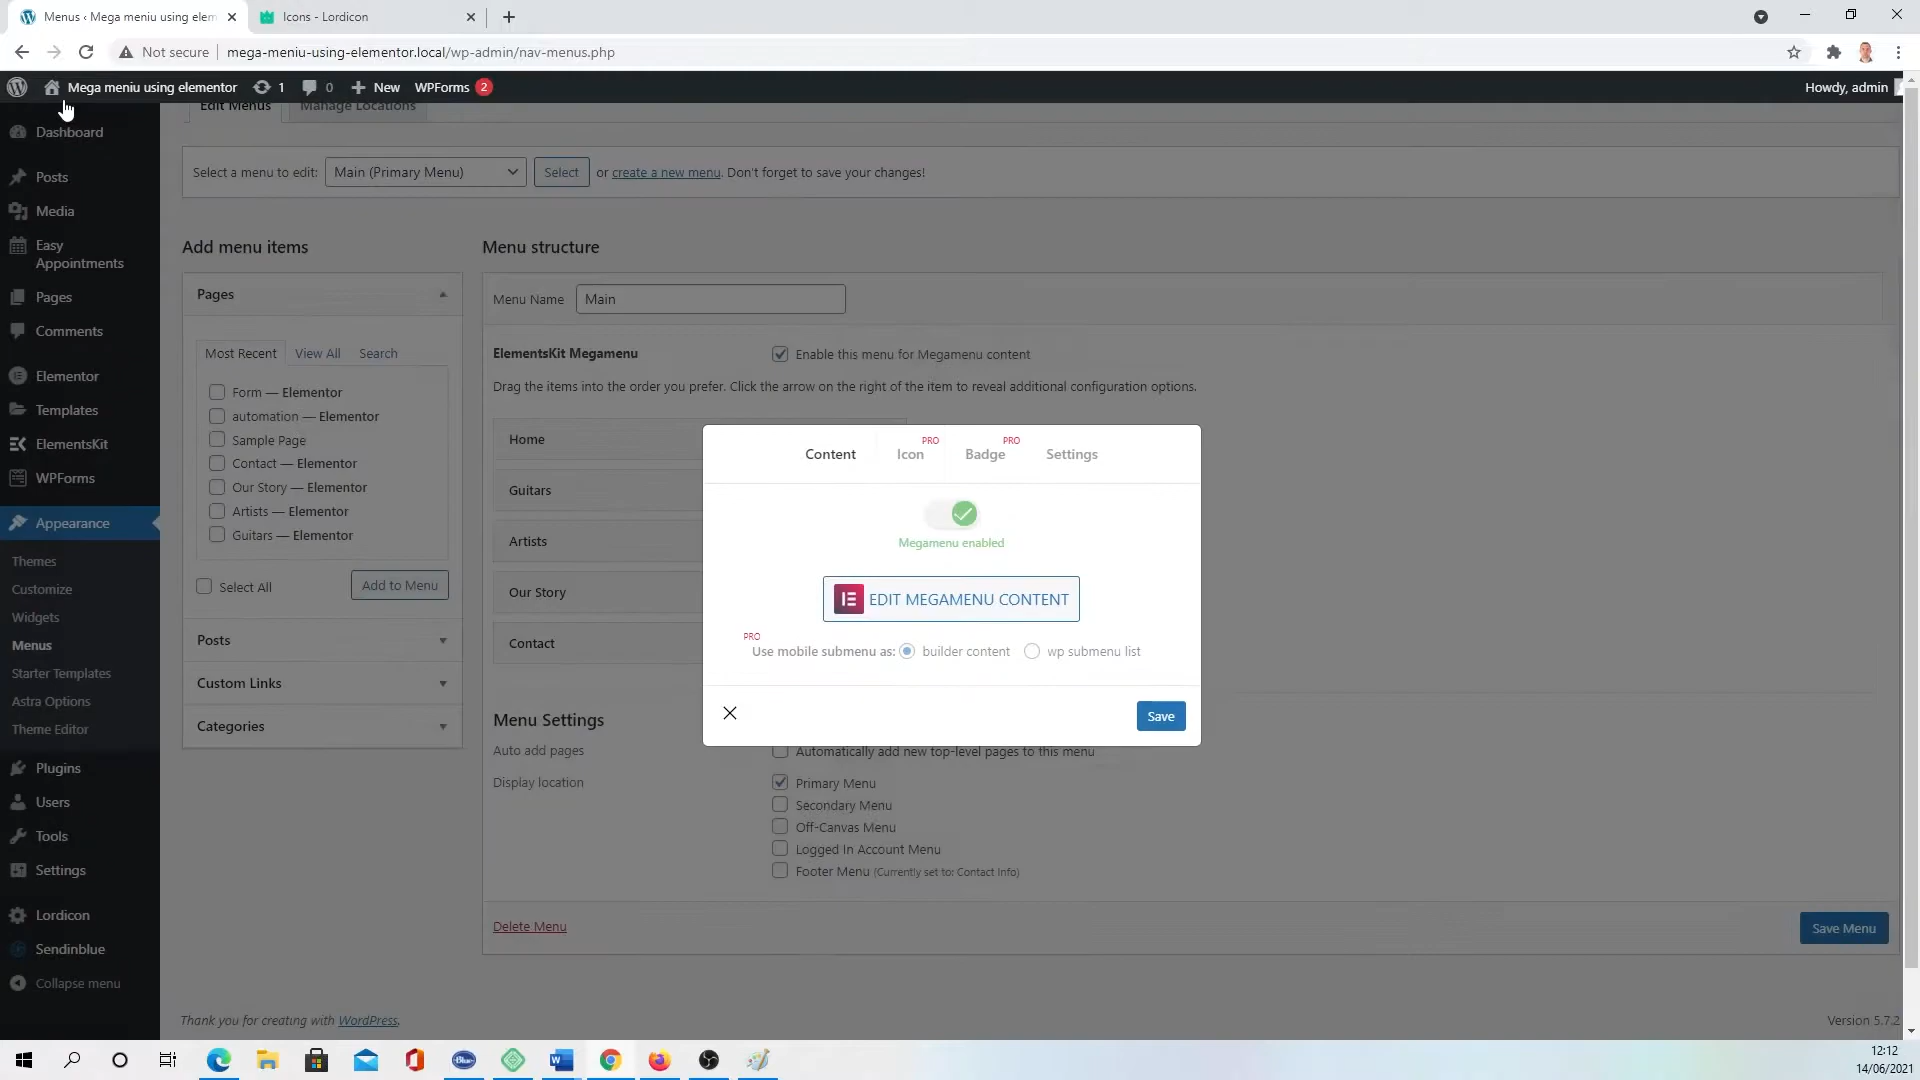 Menus ‹ Mega meniu using elem
Icons - Lordicon
Not secure
mega-meniu-using-elementor.local/wp-admin/nav-menus.php
Mega meniu using elementor
1
0
New
WPForms
2
Howdy, admin
Edit Menus
Manage Locations
Dashboard
Posts
Media
Easy
Appointments
Pages
Comments
Elementor
Templates
ElementsKit
WPForms
Appearance
Themes
Customize
Widgets
Menus
Starter Templates
Astra Options
Theme Editor
Plugins
Users
Tools
Settings
Lordicon
Sendinblue
Collapse menu
Select a menu to edit:
Main (Primary Menu)
Select
or create a new menu. Don't forget to save your changes!
Add menu items
Pages
Most Recent
View All
Search
Form — Elementor
automation — Elementor
Sample Page
Contact — Elementor
Our Story — Elementor
Artists — Elementor
Guitars — Elementor
Select All
Add to Menu
Posts
Custom Links
Categories
Menu structure
Menu Name
Main
ElementsKit Megamenu
Enable this menu for Megamenu content
Drag the items into the order you prefer. Click the arrow on the right of the item to reveal additional configuration options.
Home
Guitars
Artists
Our Story
Contact
Content
Icon
PRO
Badge
PRO
Settings
Megamenu enabled
EDIT MEGAMENU CONTENT
PRO
Use mobile submenu as:
builder content
wp submenu list
Save
Menu Settings
Auto add pages
Automatically add new top-level pages to this menu
Display location
Primary Menu
Secondary Menu
Off-Canvas Menu
Logged In Account Menu
Footer Menu (Currently set to: Contact Info)
Delete Menu
Save Menu
Thank you for creating with WordPress.
Version 5.7.2
12:12
14/06/2021